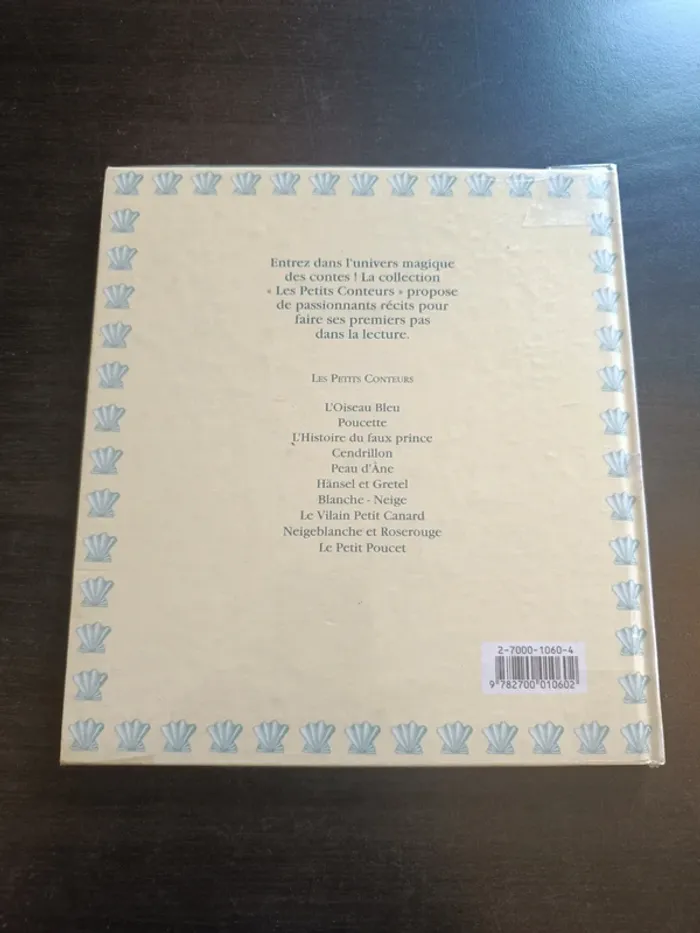 Entrez dans l'univers magique
des contes ! La collection
« Les Petits Conteurs » propose
de passionnants récits pour
faire ses premiers pas
dans la lecture.
Les Petits Conteurs
L'Oiseau Bleu
Poucette
L'Histoire du faux prince
Cendrillon
Peau d'Âne
Hänsel et Gretel
Blanche - Neige
Le Vilain Petit Canard
Neigeblanche et Roserouge
Le Petit Poucet
2-7000-1060-4
9 782700 010602